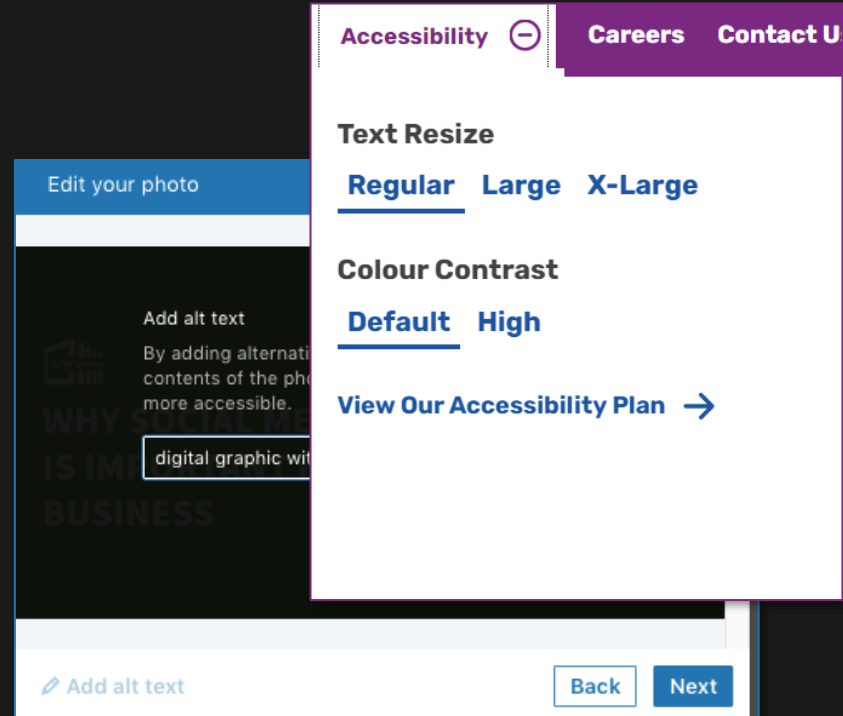 Accessibility
Careers
Contact Us
Text Resize
Regular Large X-Large
Colour Contrast
Default High
View Our Accessibility Plan
Edit your photo
Add alt text
By adding alternati
contents of the pho
more accessible.
digital graphic wit
WHY SOCIAL ME
IS IMPORTANT
BUSINESS
Add alt text
Back
Next